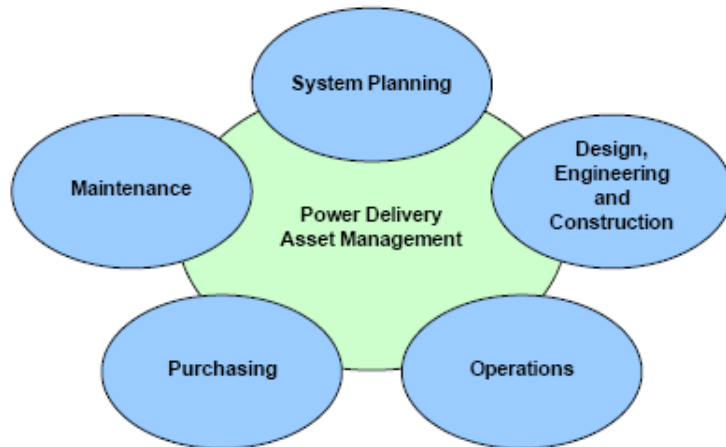 System Planning
Maintenance
Design,
Engineering
and
Construction
Power Delivery
Asset Management
Purchasing
Operations